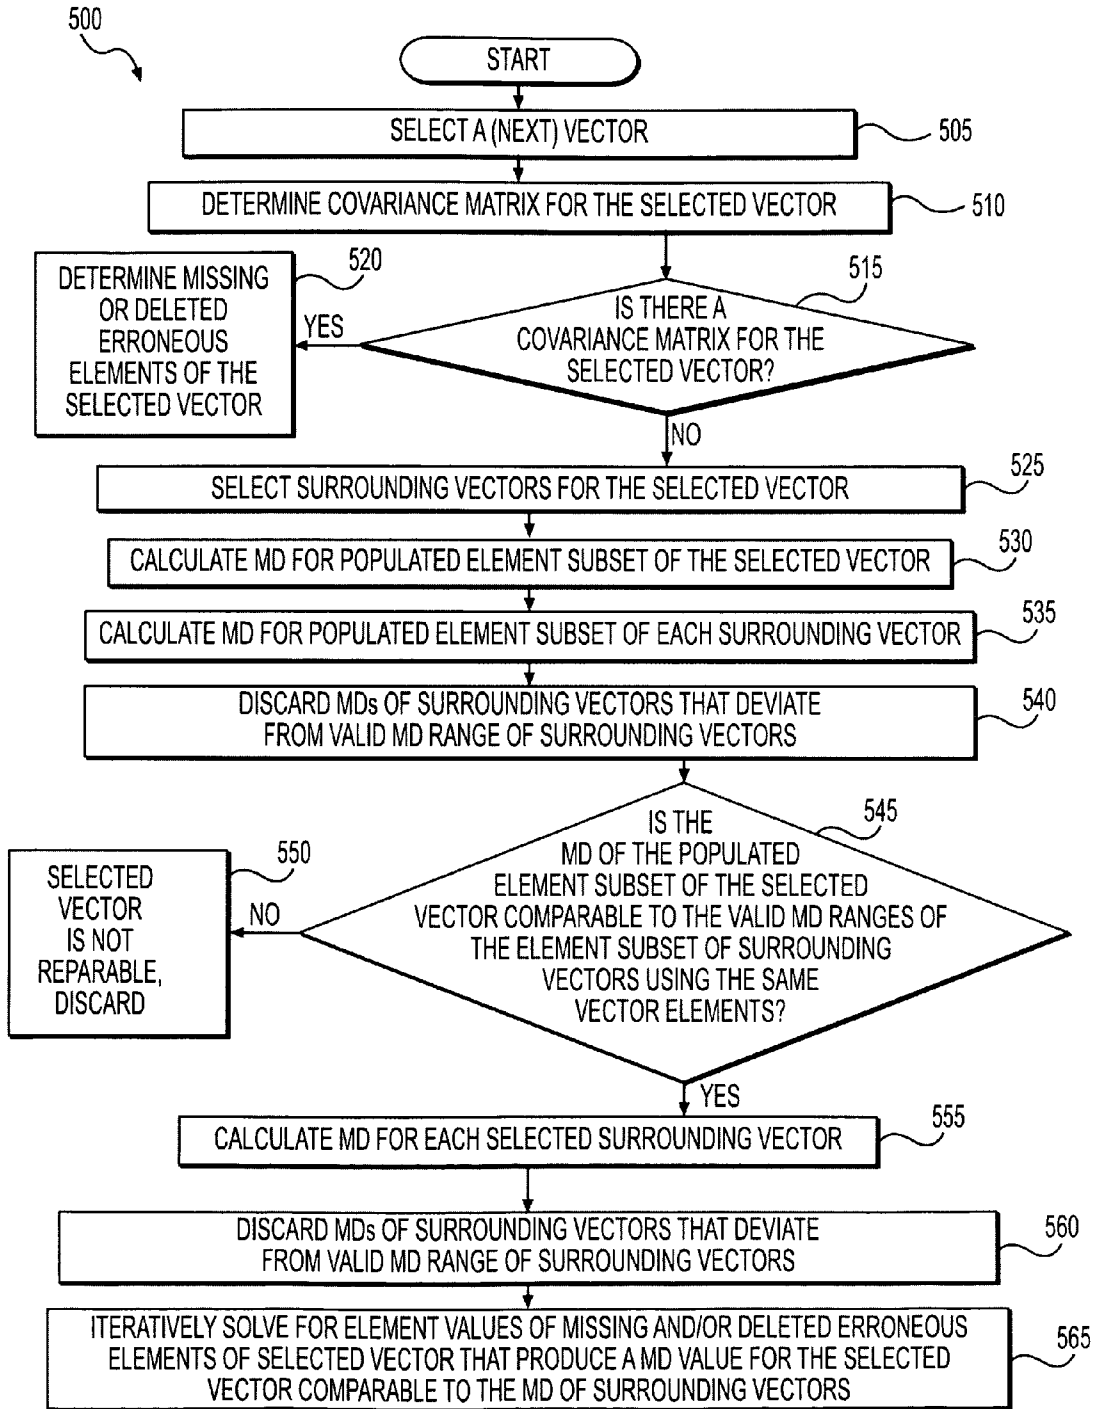 500
START
SELECT A (NEXT) VECTOR
505
DETERMINE COVARIANCE MATRIX FOR THE SELECTED VECTOR
510
DETERMINE MISSING
OR DELETED
ERRONEOUS
ELEMENTS OF THE
SELECTED VECTOR
520
YES
IS THERE A
COVARIANCE MATRIX FOR THE
SELECTED VECTOR?
515
NO
SELECT SURROUNDING VECTORS FOR THE SELECTED VECTOR
525
CALCULATE MD FOR POPULATED ELEMENT SUBSET OF THE SELECTED VECTOR
530
CALCULATE MD FOR POPULATED ELEMENT SUBSET OF EACH SURROUNDING VECTOR
535
DISCARD MDs OF SURROUNDING VECTORS THAT DEVIATE
FROM VALID MD RANGE OF SURROUNDING VECTORS
540
IS THE
MD OF THE POPULATED
ELEMENT SUBSET OF THE SELECTED
VECTOR COMPARABLE TO THE VALID MD RANGES OF
THE ELEMENT SUBSET OF SURROUNDING
VECTORS USING THE SAME
VECTOR ELEMENTS?
545
NO
SELECTED
VECTOR
IS NOT
REPARABLE,
DISCARD
550
YES
CALCULATE MD FOR EACH SELECTED SURROUNDING VECTOR
555
DISCARD MDs OF SURROUNDING VECTORS THAT DEVIATE
FROM VALID MD RANGE OF SURROUNDING VECTORS
560
ITERATIVELY SOLVE FOR ELEMENT VALUES OF MISSING AND/OR DELETED ERRONEOUS
ELEMENTS OF SELECTED VECTOR THAT PRODUCE A MD VALUE FOR THE SELECTED
VECTOR COMPARABLE TO THE MD OF SURROUNDING VECTORS
565